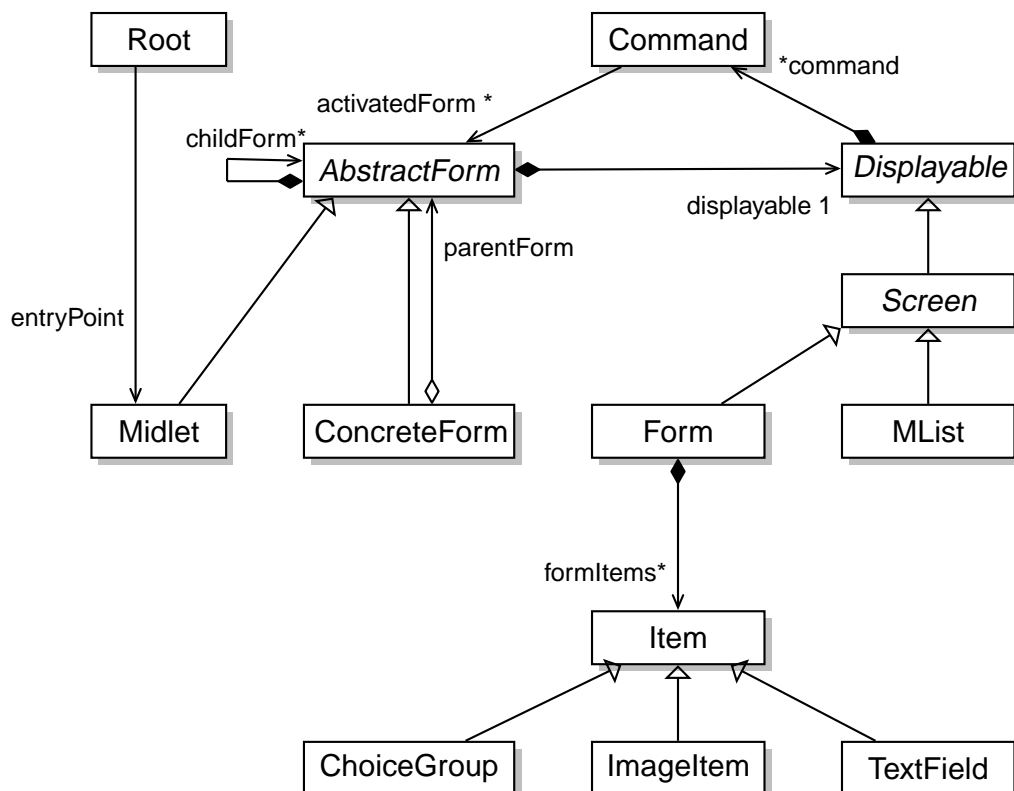 Root
Command
*command
activatedForm *
childForm*
AbstractForm
Displayable
displayable 1
parentForm
Screen
entryPoint
Midlet
ConcreteForm
Form
MList
formItems*
Item
ChoiceGroup
ImageItem
TextField